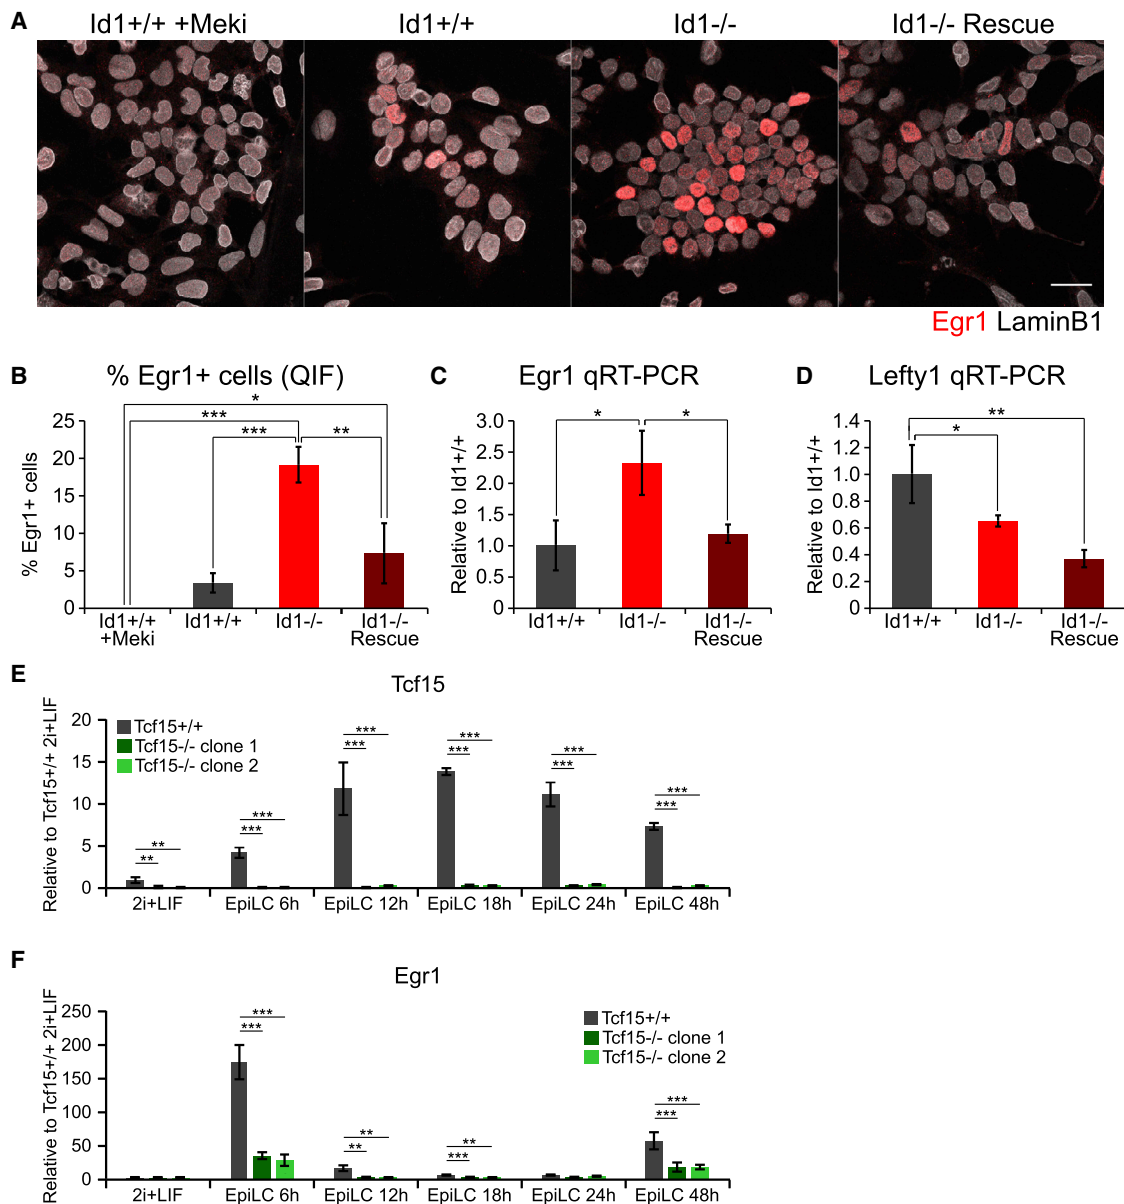 A
Id1+/+ +Meki Id1+/+ Id1-/- Id1-/- Rescue
Egr1 LaminB1
B % Egr1+ cells (QIF)
% Egr1+ cells
25
20
15
10
5
0
* *** *** **
Id1+/+ +Meki
Id1+/+
Id1-/-
Id1-/- Rescue
C Egr1 qRT-PCR
Relative to Id1+/+
3.0
2.5
2.0
1.5
1.0
0.5
0
* *
Id1+/+
Id1-/-
Id1-/- Rescue
D Lefty1 qRT-PCR
Relative to Id1+/+
1.4
1.2
1.0
0.8
0.6
0.4
0.2
0
** *
Id1+/+
Id1-/-
Id1-/- Rescue
E Tcf15
Relative to Tcf15+/+ 2i+LIF
20
15
10
5
0
Tcf15+/+
Tcf15-/- clone 1
Tcf15-/- clone 2
** ** *** *** *** *** *** *** *** *** *** ***
2i+LIF EpiLC 6h EpiLC 12h EpiLC 18h EpiLC 24h EpiLC 48h
F Egr1
Relative to Tcf15+/+ 2i+LIF
250
200
150
100
50
0
Tcf15+/+
Tcf15-/- clone 1
Tcf15-/- clone 2
*** *** ** ** ** *** *** ***
2i+LIF EpiLC 6h EpiLC 12h EpiLC 18h EpiLC 24h EpiLC 48h